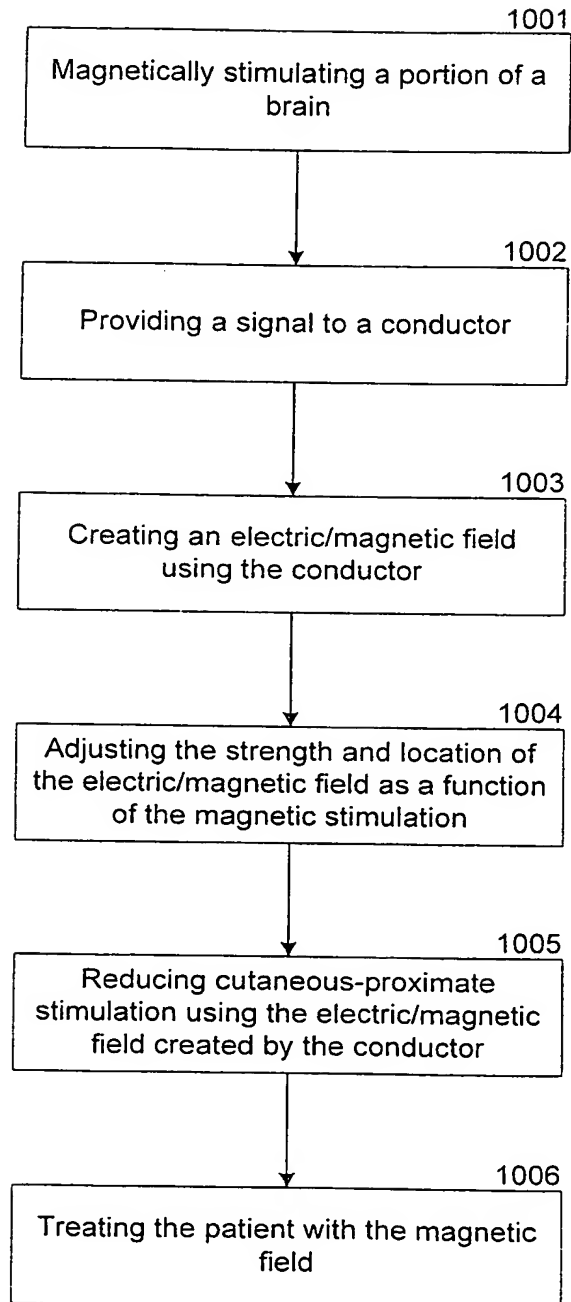 1001
Magnetically stimulating a portion of a
brain
1002
Providing a signal to a conductor
1003
Creating an electric/magnetic field
using the conductor
1004
Adjusting the strength and location of
the electric/magnetic field as a function
of the magnetic stimulation
1005
Reducing cutaneous-proximate
stimulation using the electric/magnetic
field created by the conductor
1006
Treating the patient with the magnetic
field